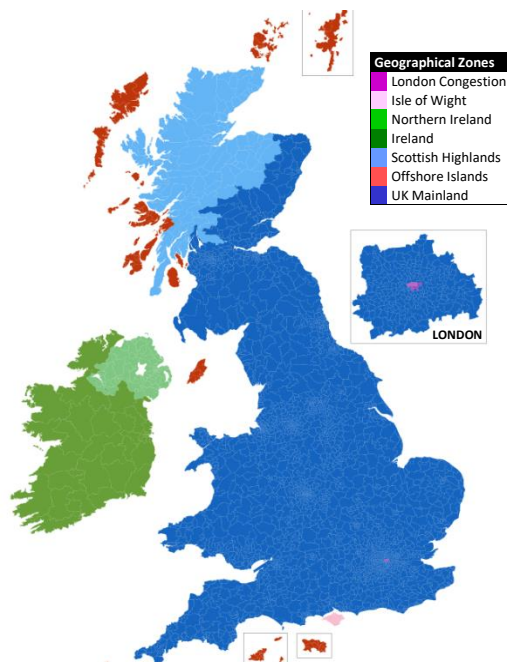 Geographical Zones
London Congestion
Isle of Wight
Northern Ireland
Ireland
Scottish Highlands
Offshore Islands
UK Mainland
LONDON